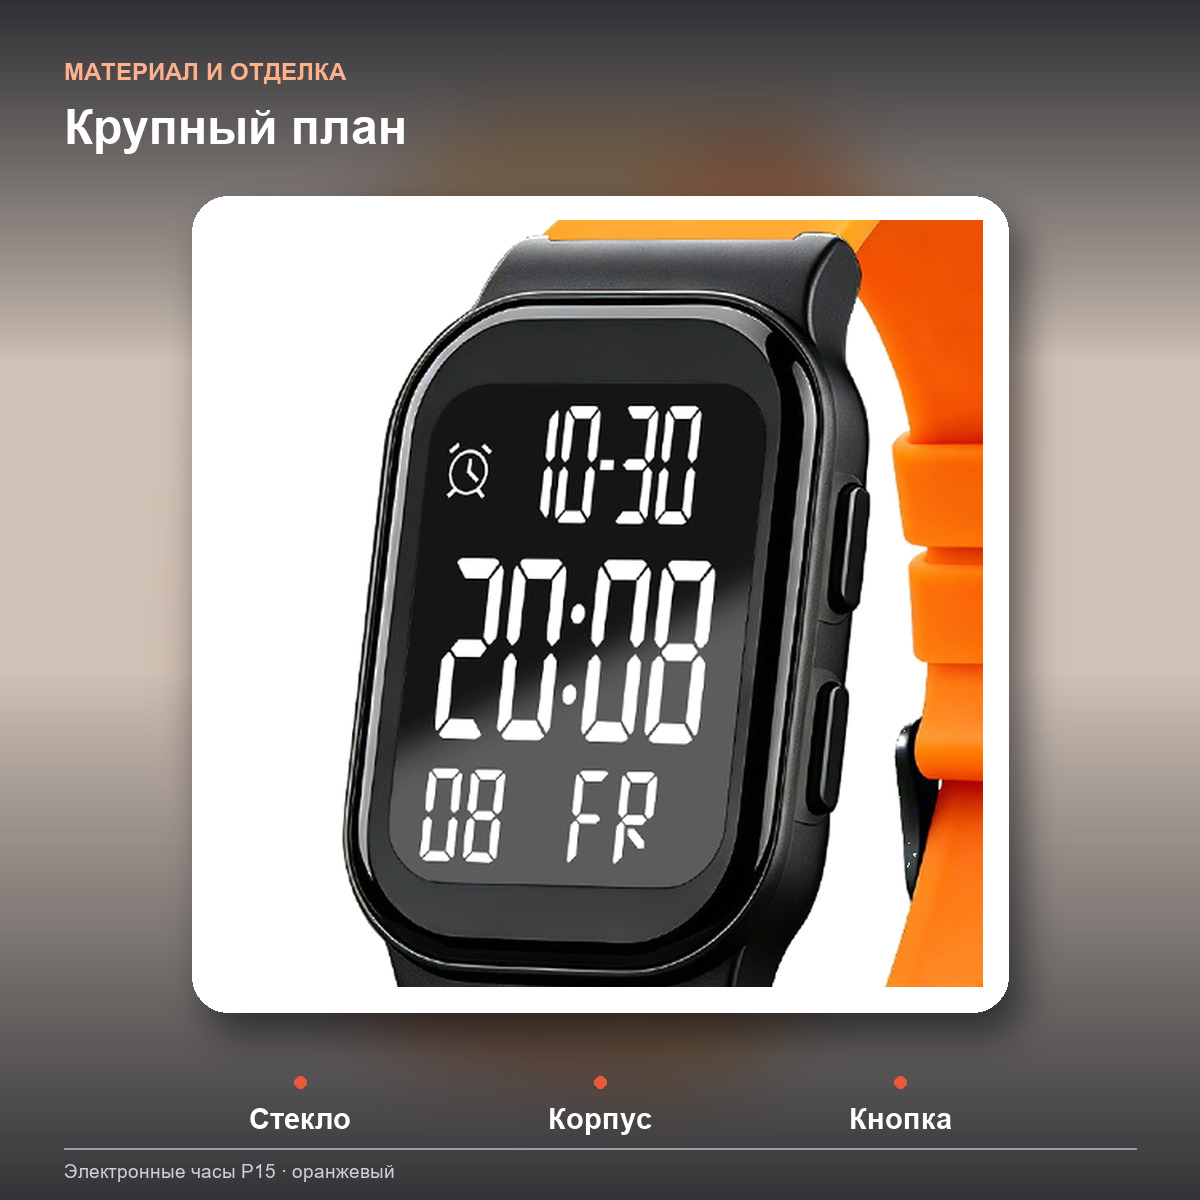 МАТЕРИАЛ И ОТДЕЛКА
Крупный план
10-30
20:08
08 FR
Стекло Корпус Кнопка
Электронные часы P15 · оранжевый